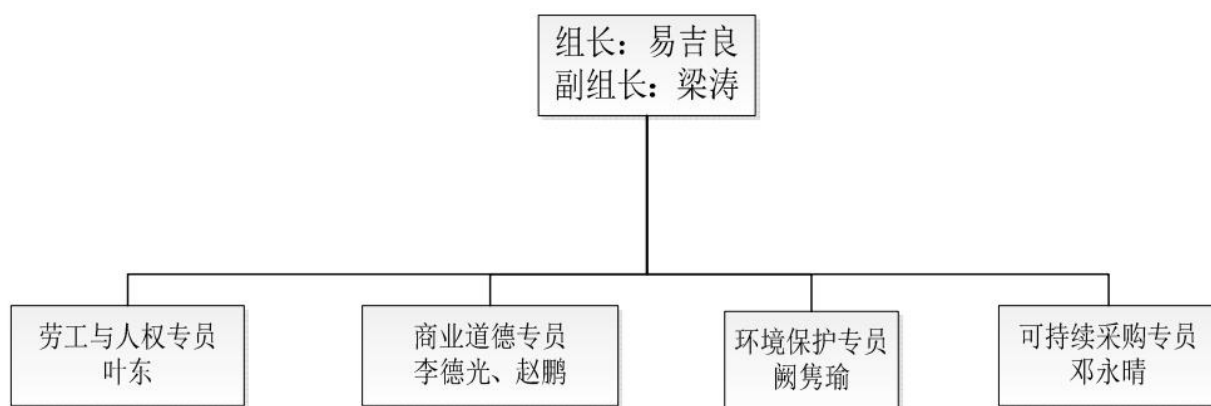 组长：易吉良
副组长：梁涛
劳工与人权专员
叶东
商业道德专员
李德光、赵鹏
环境保护专员
阙隽瑜
可持续采购专员
邓永晴